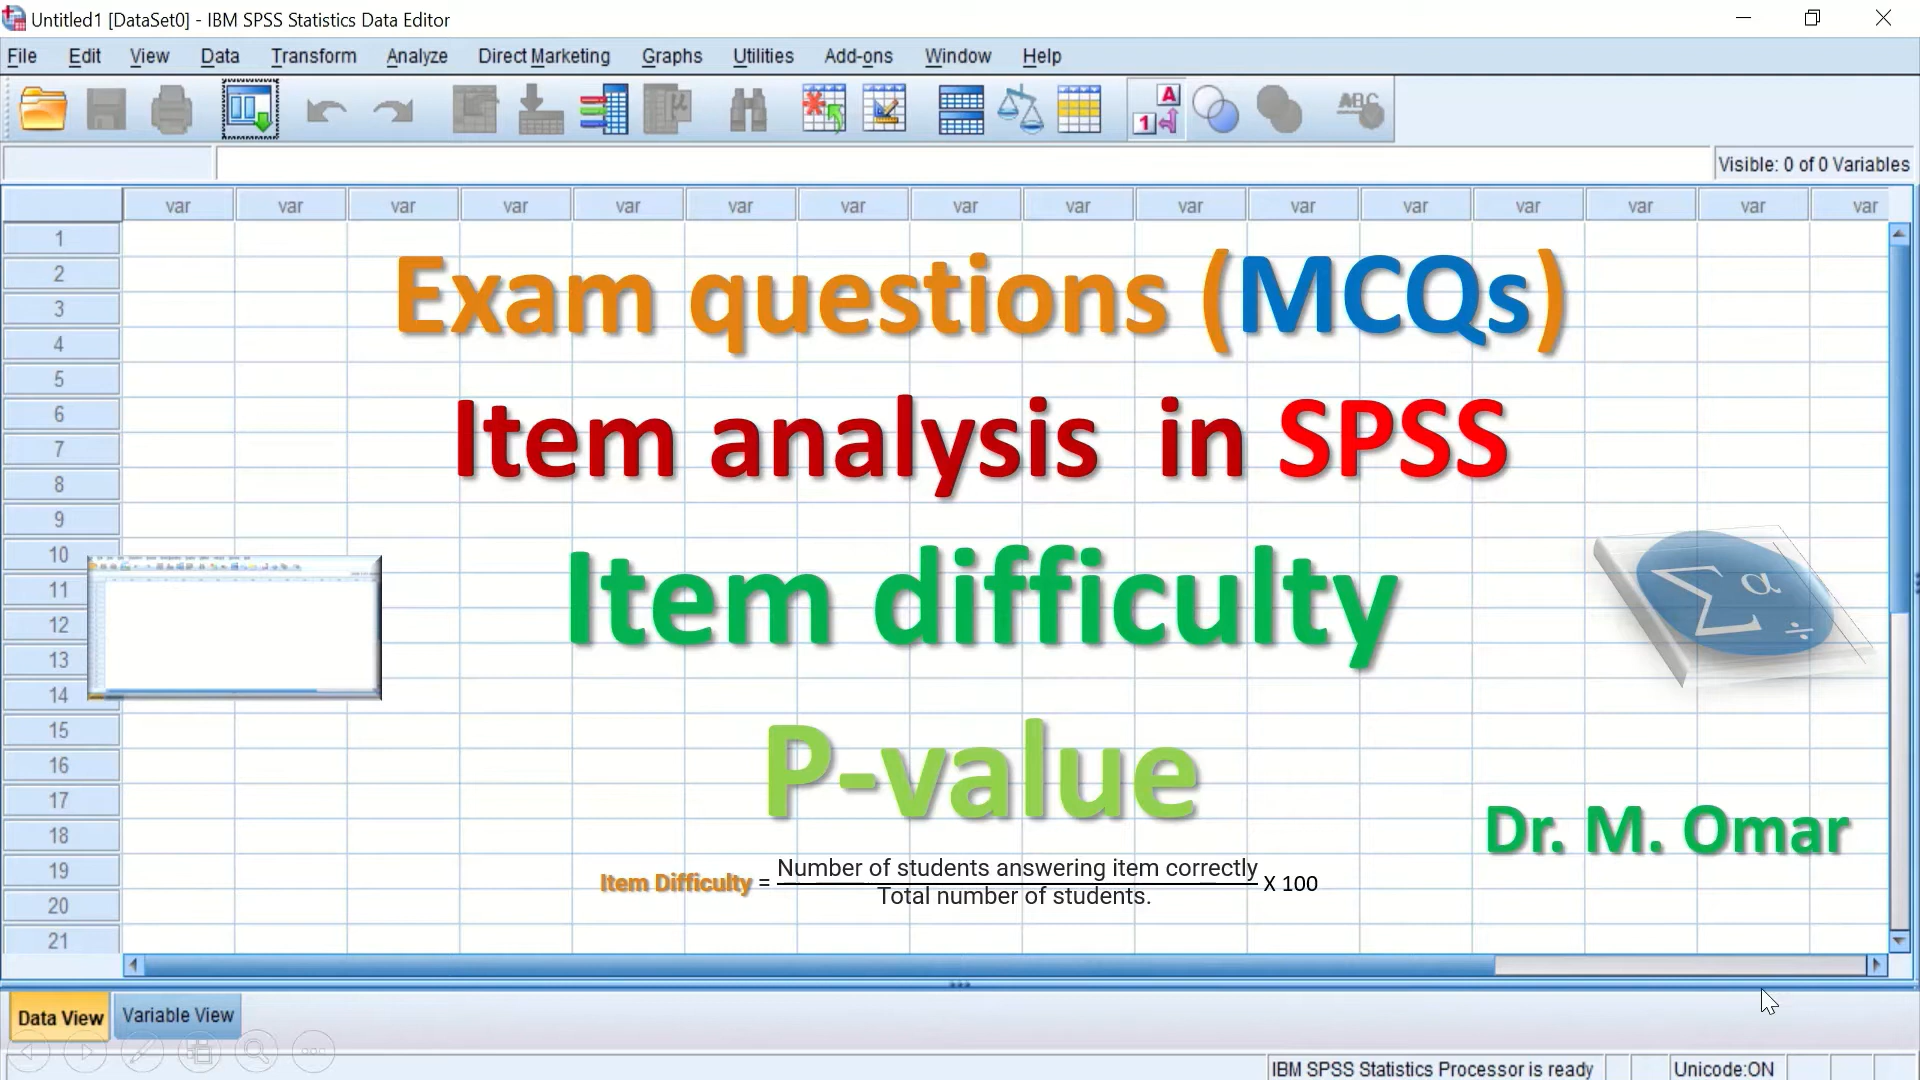 Untitled1 [DataSet0] - IBM SPSS Statistics Data Editor
File Edit View Data Transform Analyze Direct Marketing Graphs Utilities Add-ons Window Help
A
1
ABC
Visible: 0 of 0 Variables
var var var var var var var var var var var var var var var var
1
2
Exam questions (MCQs)
3
4
5
6
Item analysis in SPSS
7
8
9
10
11
Item difficulty
12
13
14
15
16
P-value
17
18
Dr. M. Omar
19
Item Difficulty = Number of students answering item correctly X 100
Total number of students.
20
21
Data View Variable View
IBM SPSS Statistics Processor is ready Unicode:ON